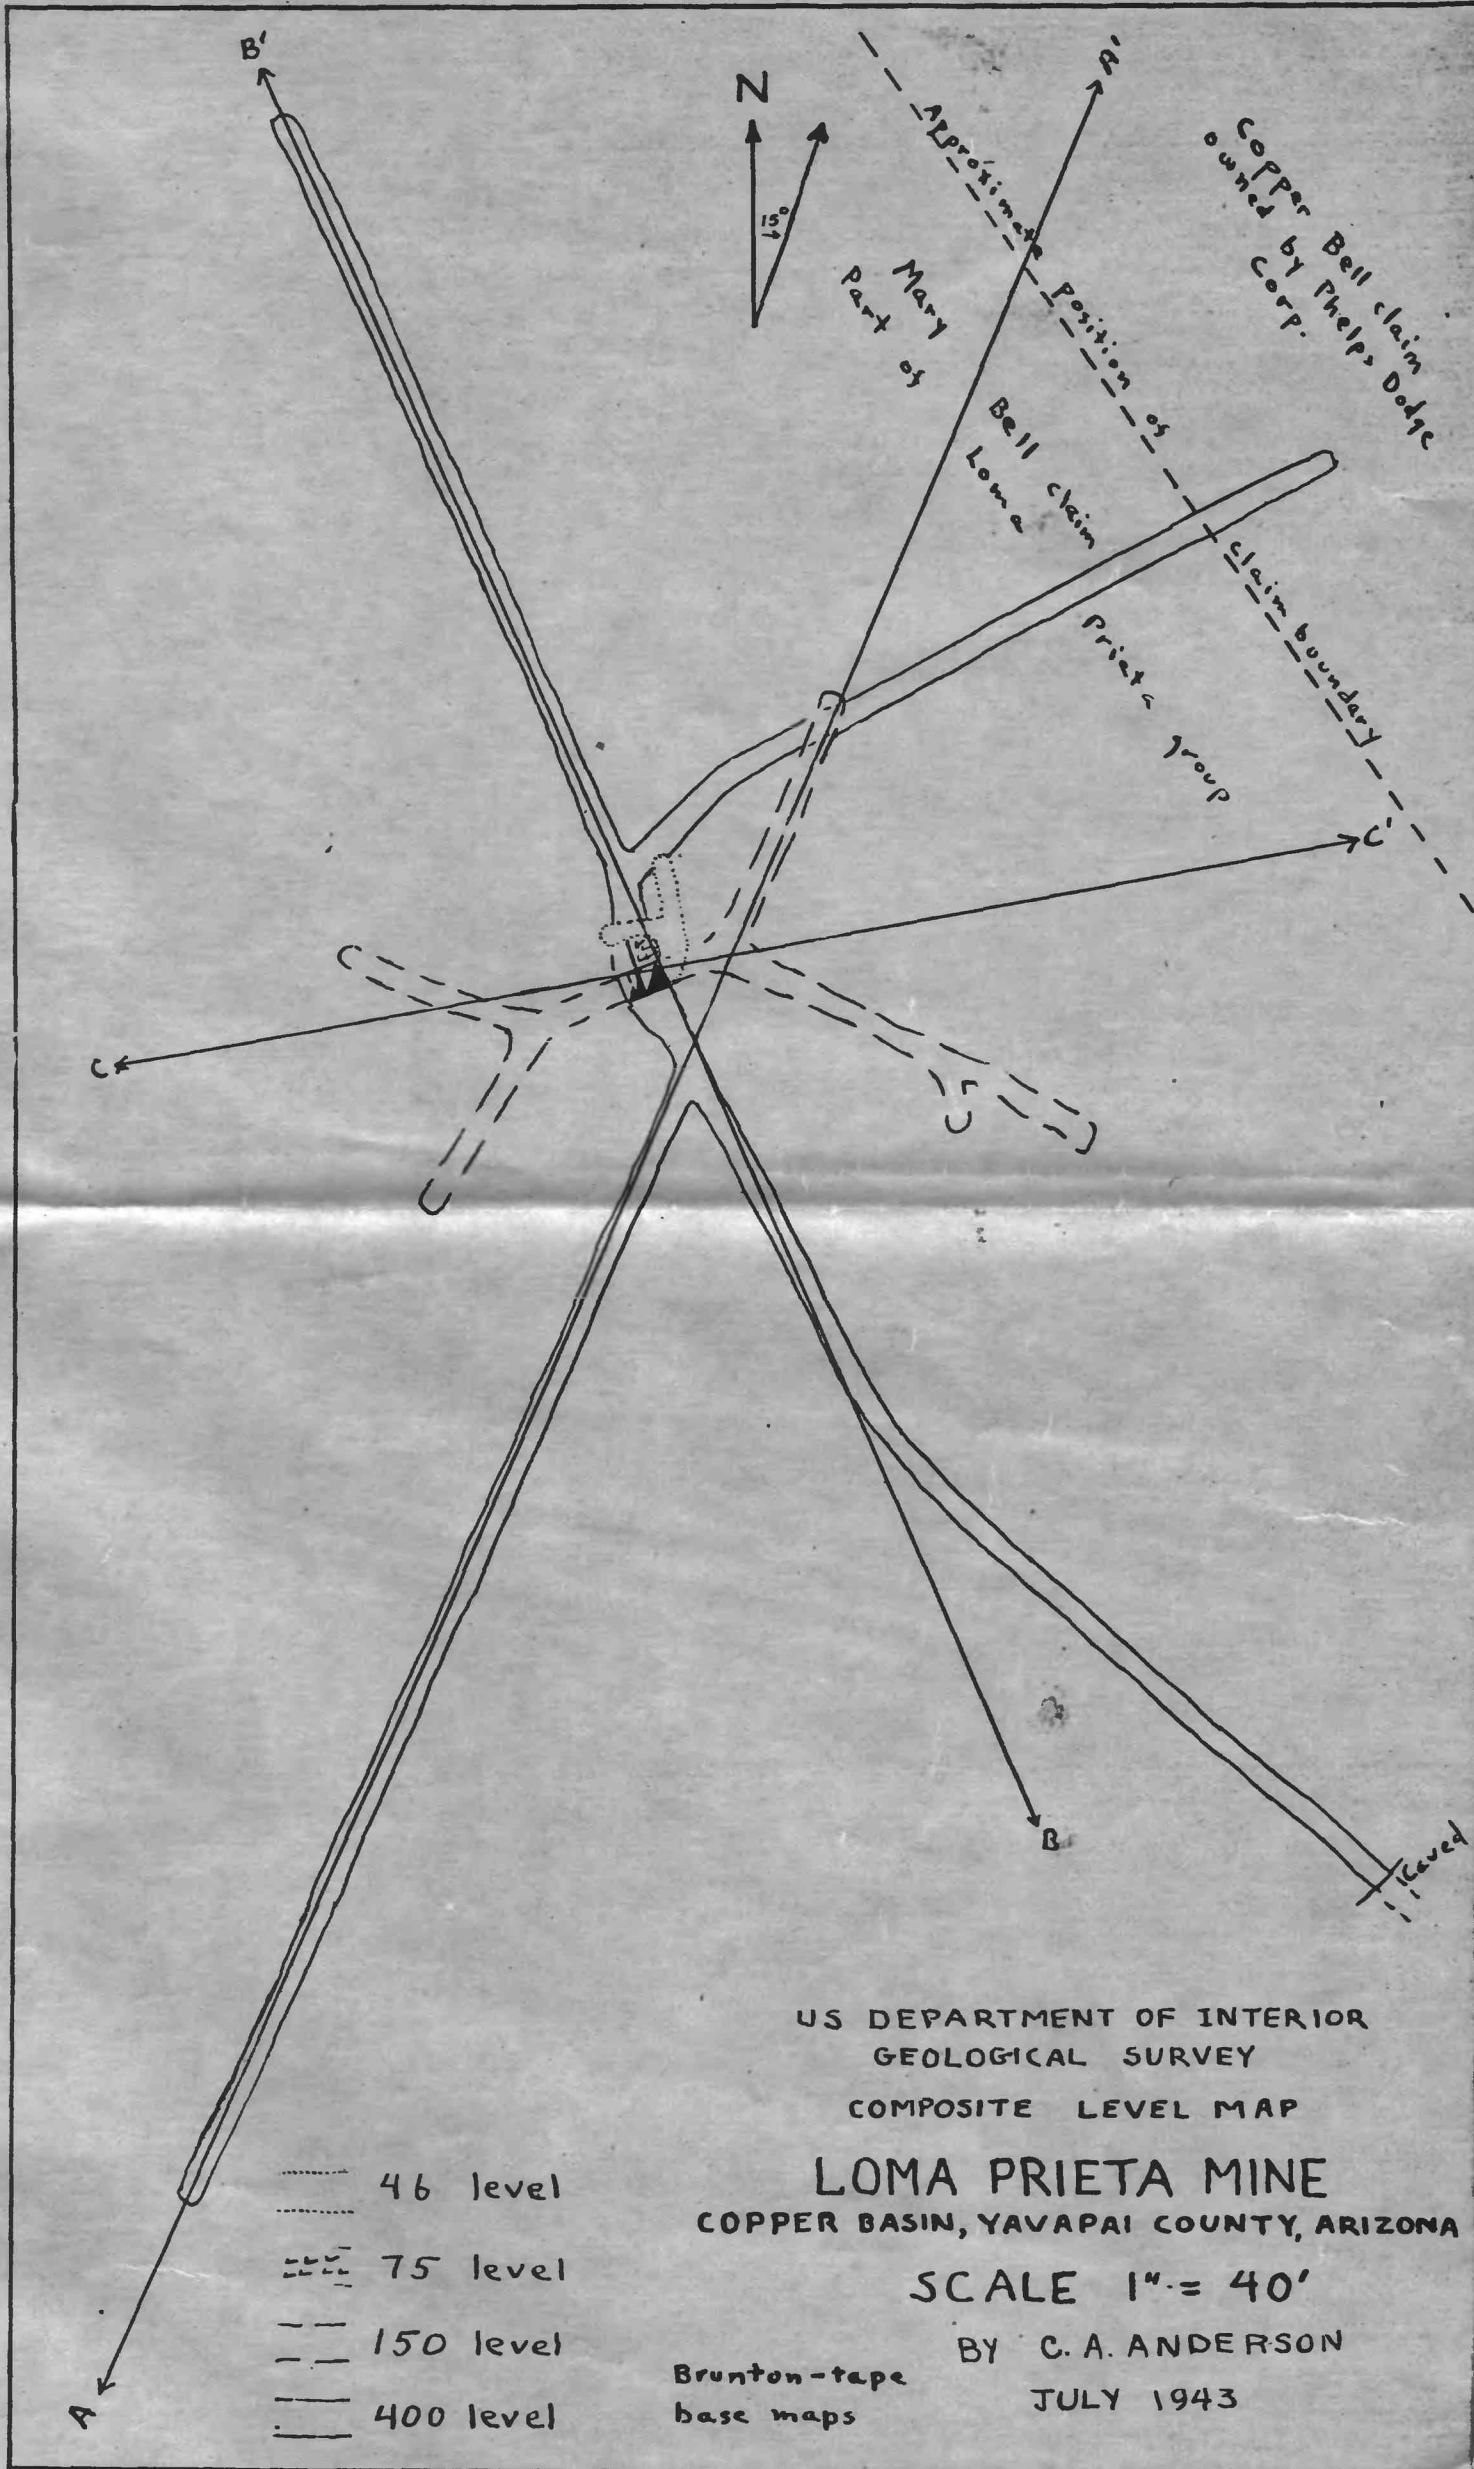 B'
N
15°
A'
Approximate position of claim boundary
Copper Bell claim
owned by Phelps Dodge
Corp.
Mary Bell claim
Part of Loma Prieta group
C'
C
B
Caved
A
46 level
75 level
150 level
400 level
US DEPARTMENT OF INTERIOR
GEOLOGICAL SURVEY
COMPOSITE LEVEL MAP
LOMA PRIETA MINE
COPPER BASIN, YAVAPAI COUNTY, ARIZONA
SCALE 1" = 40'
BY C. A. ANDERSON
JULY 1943
Brunton-tape
base maps